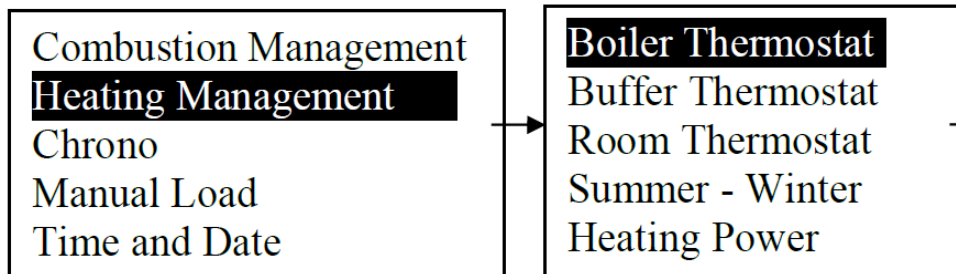 Combustion Management
Heating Management
Chrono
Manual Load
Time and Date
Boiler Thermostat
Buffer Thermostat
Room Thermostat
Summer - Winter
Heating Power